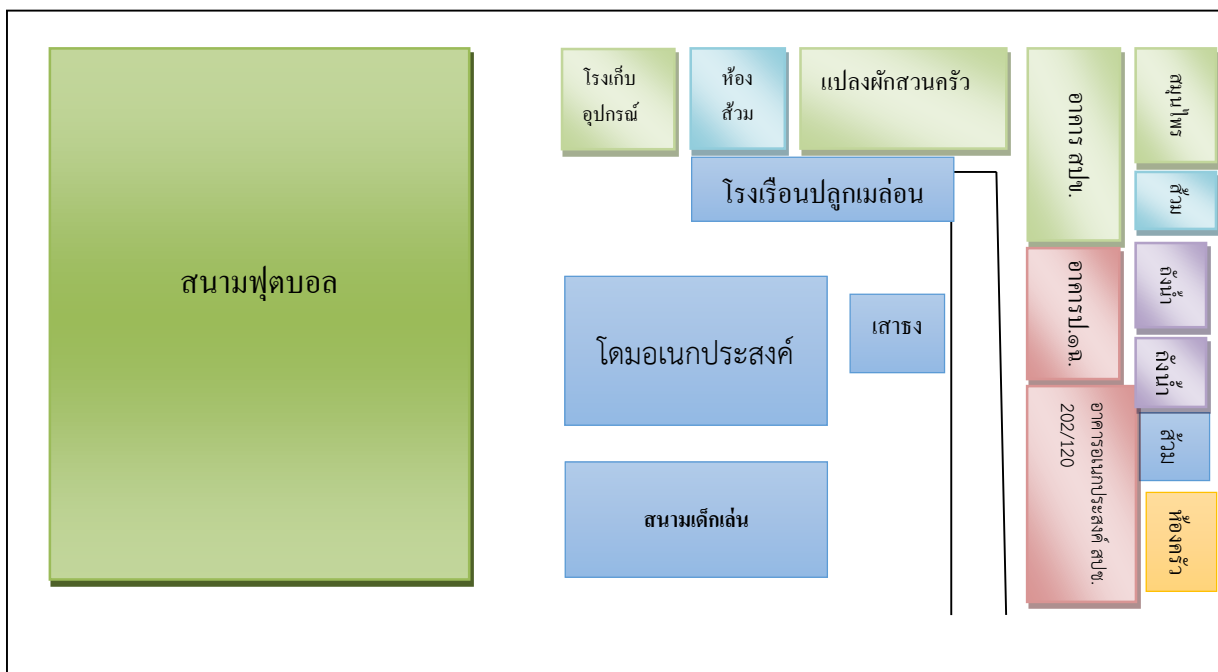 โรงเก็บ
อุปกรณ์
ห้อง
ส้วม
แปลงผักสวนครัว
อาคาร สปข.
สมุนไพร
ส้วม
โรงเรือนปลูกเมล่อน
สนามฟุตบอล
อาคารป.๑ฉ.
ถังน้ำ
เสาธง
โดมอเนกประสงค์
ถังน้ำ
อาคารอเนกประสงค์ สปช.
202/120
ส้วม
สนามเด็กเล่น
ห้องครัว